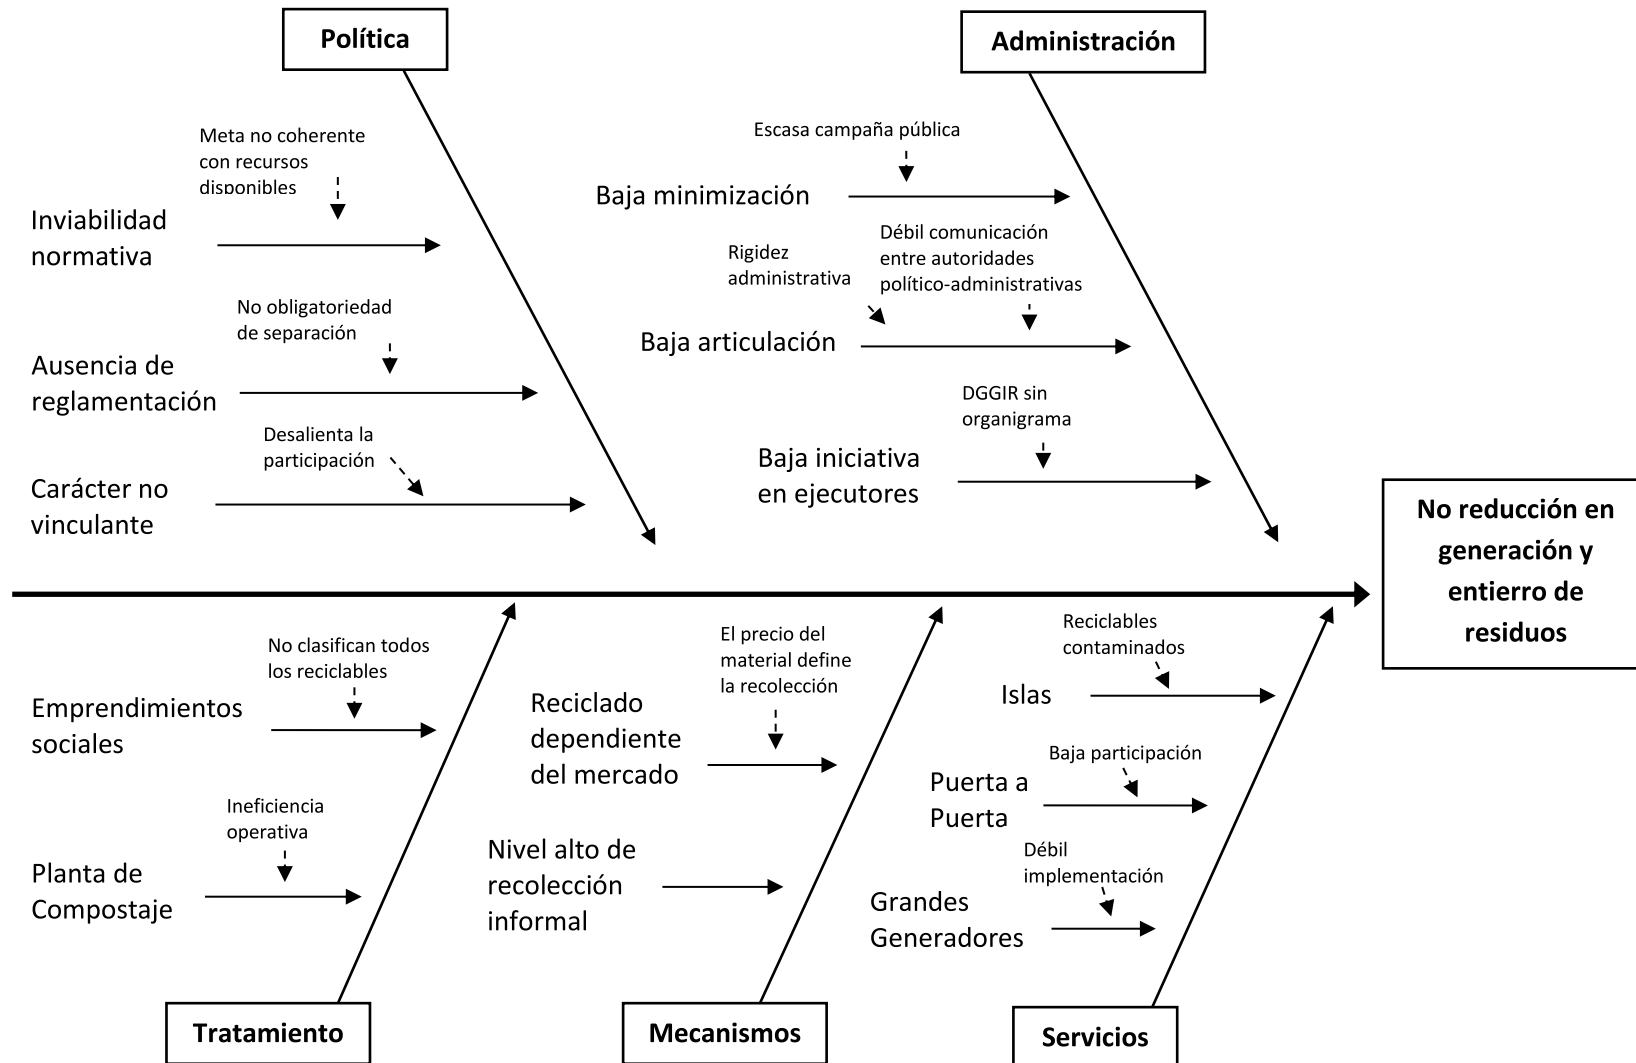 Política
Administración
Meta no coherente
con recursos
disponibles
Inviabilidad
normativa
No obligatoriedad
de separación
Ausencia de
reglamentación
Desalienta la
participación
Carácter no
vinculante
Escasa campaña pública
Baja minimización
Rigidez
administrativa
Débil comunicación
entre autoridades
político-administrativas
Baja articulación
DGGIR sin
organigrama
Baja iniciativa
en ejecutores
No reducción en
generación y
entierro de
residuos
No clasifican todos
los reciclables
Emprendimientos
sociales
Ineficiencia
operativa
Planta de
Compostaje
El precio del
material define
la recolección
Reciclado
dependiente
del mercado
Nivel alto de
recolección
informal
Reciclables
contaminados
Islas
Baja participación
Puerta a
Puerta
Débil
implementación
Grandes
Generadores
Tratamiento
Mecanismos
Servicios